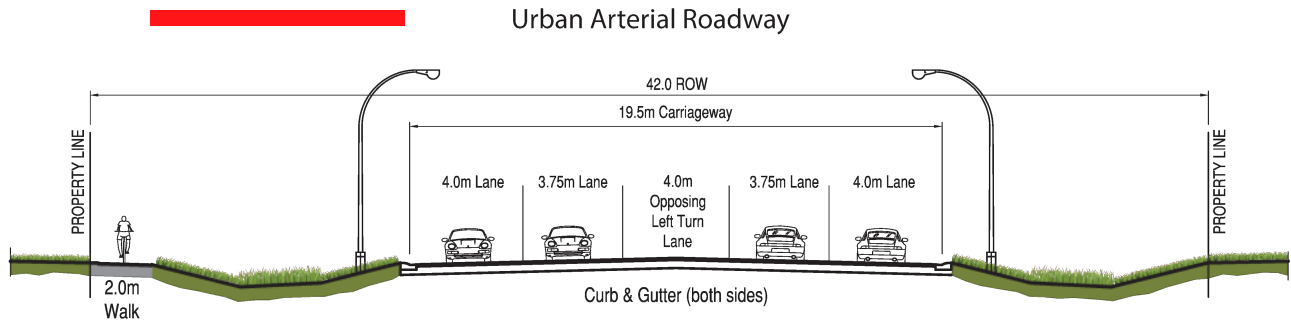 Urban Arterial Roadway
42.0 ROW
19.5m Carriageway
PROPERTY LINE
PROPERTY LINE
4.0m Lane
3.75m Lane
4.0m
Opposing
Left Turn
Lane
3.75m Lane
4.0m Lane
2.0m
Walk
Curb & Gutter (both sides)